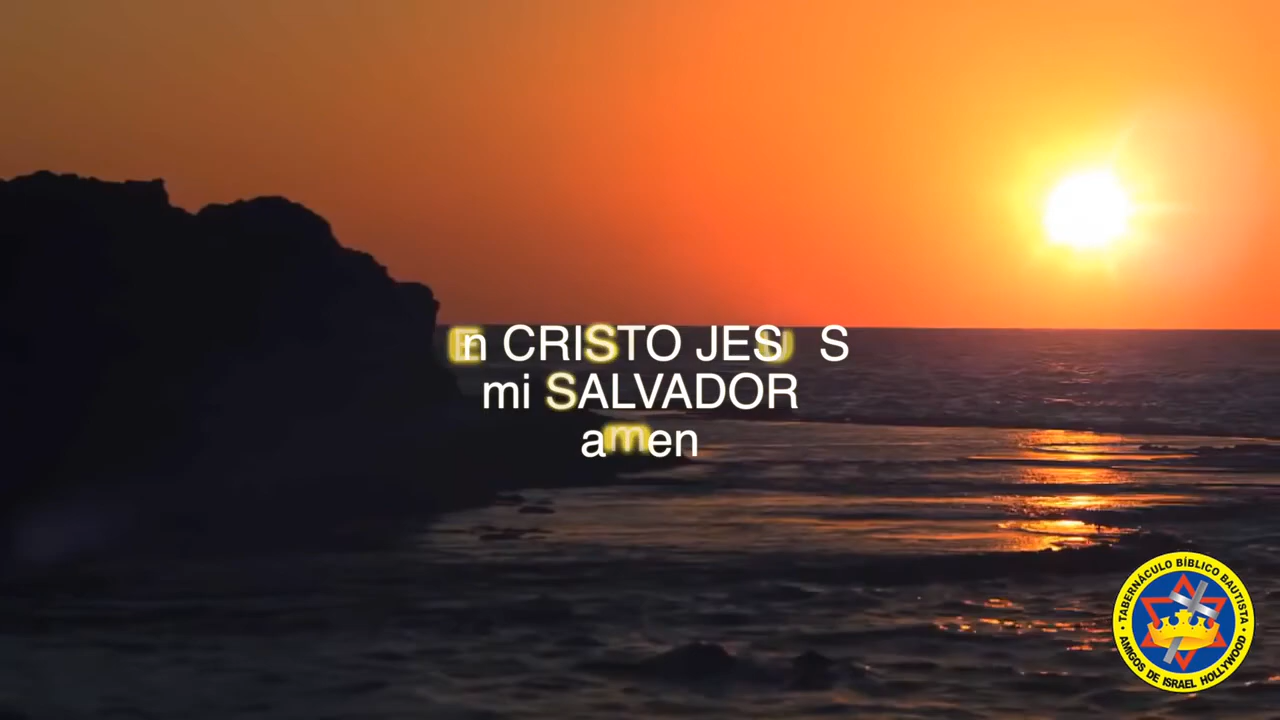 En CRISTO JESUS
mi SALVADOR
amen
TABERNÁCULO BÍBLICO BAUTISTA
AMIGOS DE ISRAEL HOLLYWOOD